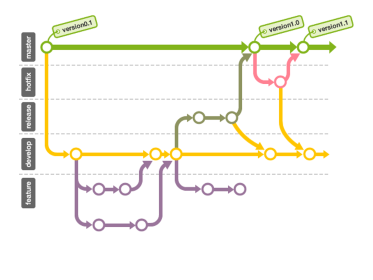 version0.1
version1.0
version1.1
master
hotfix
release
develop
feature